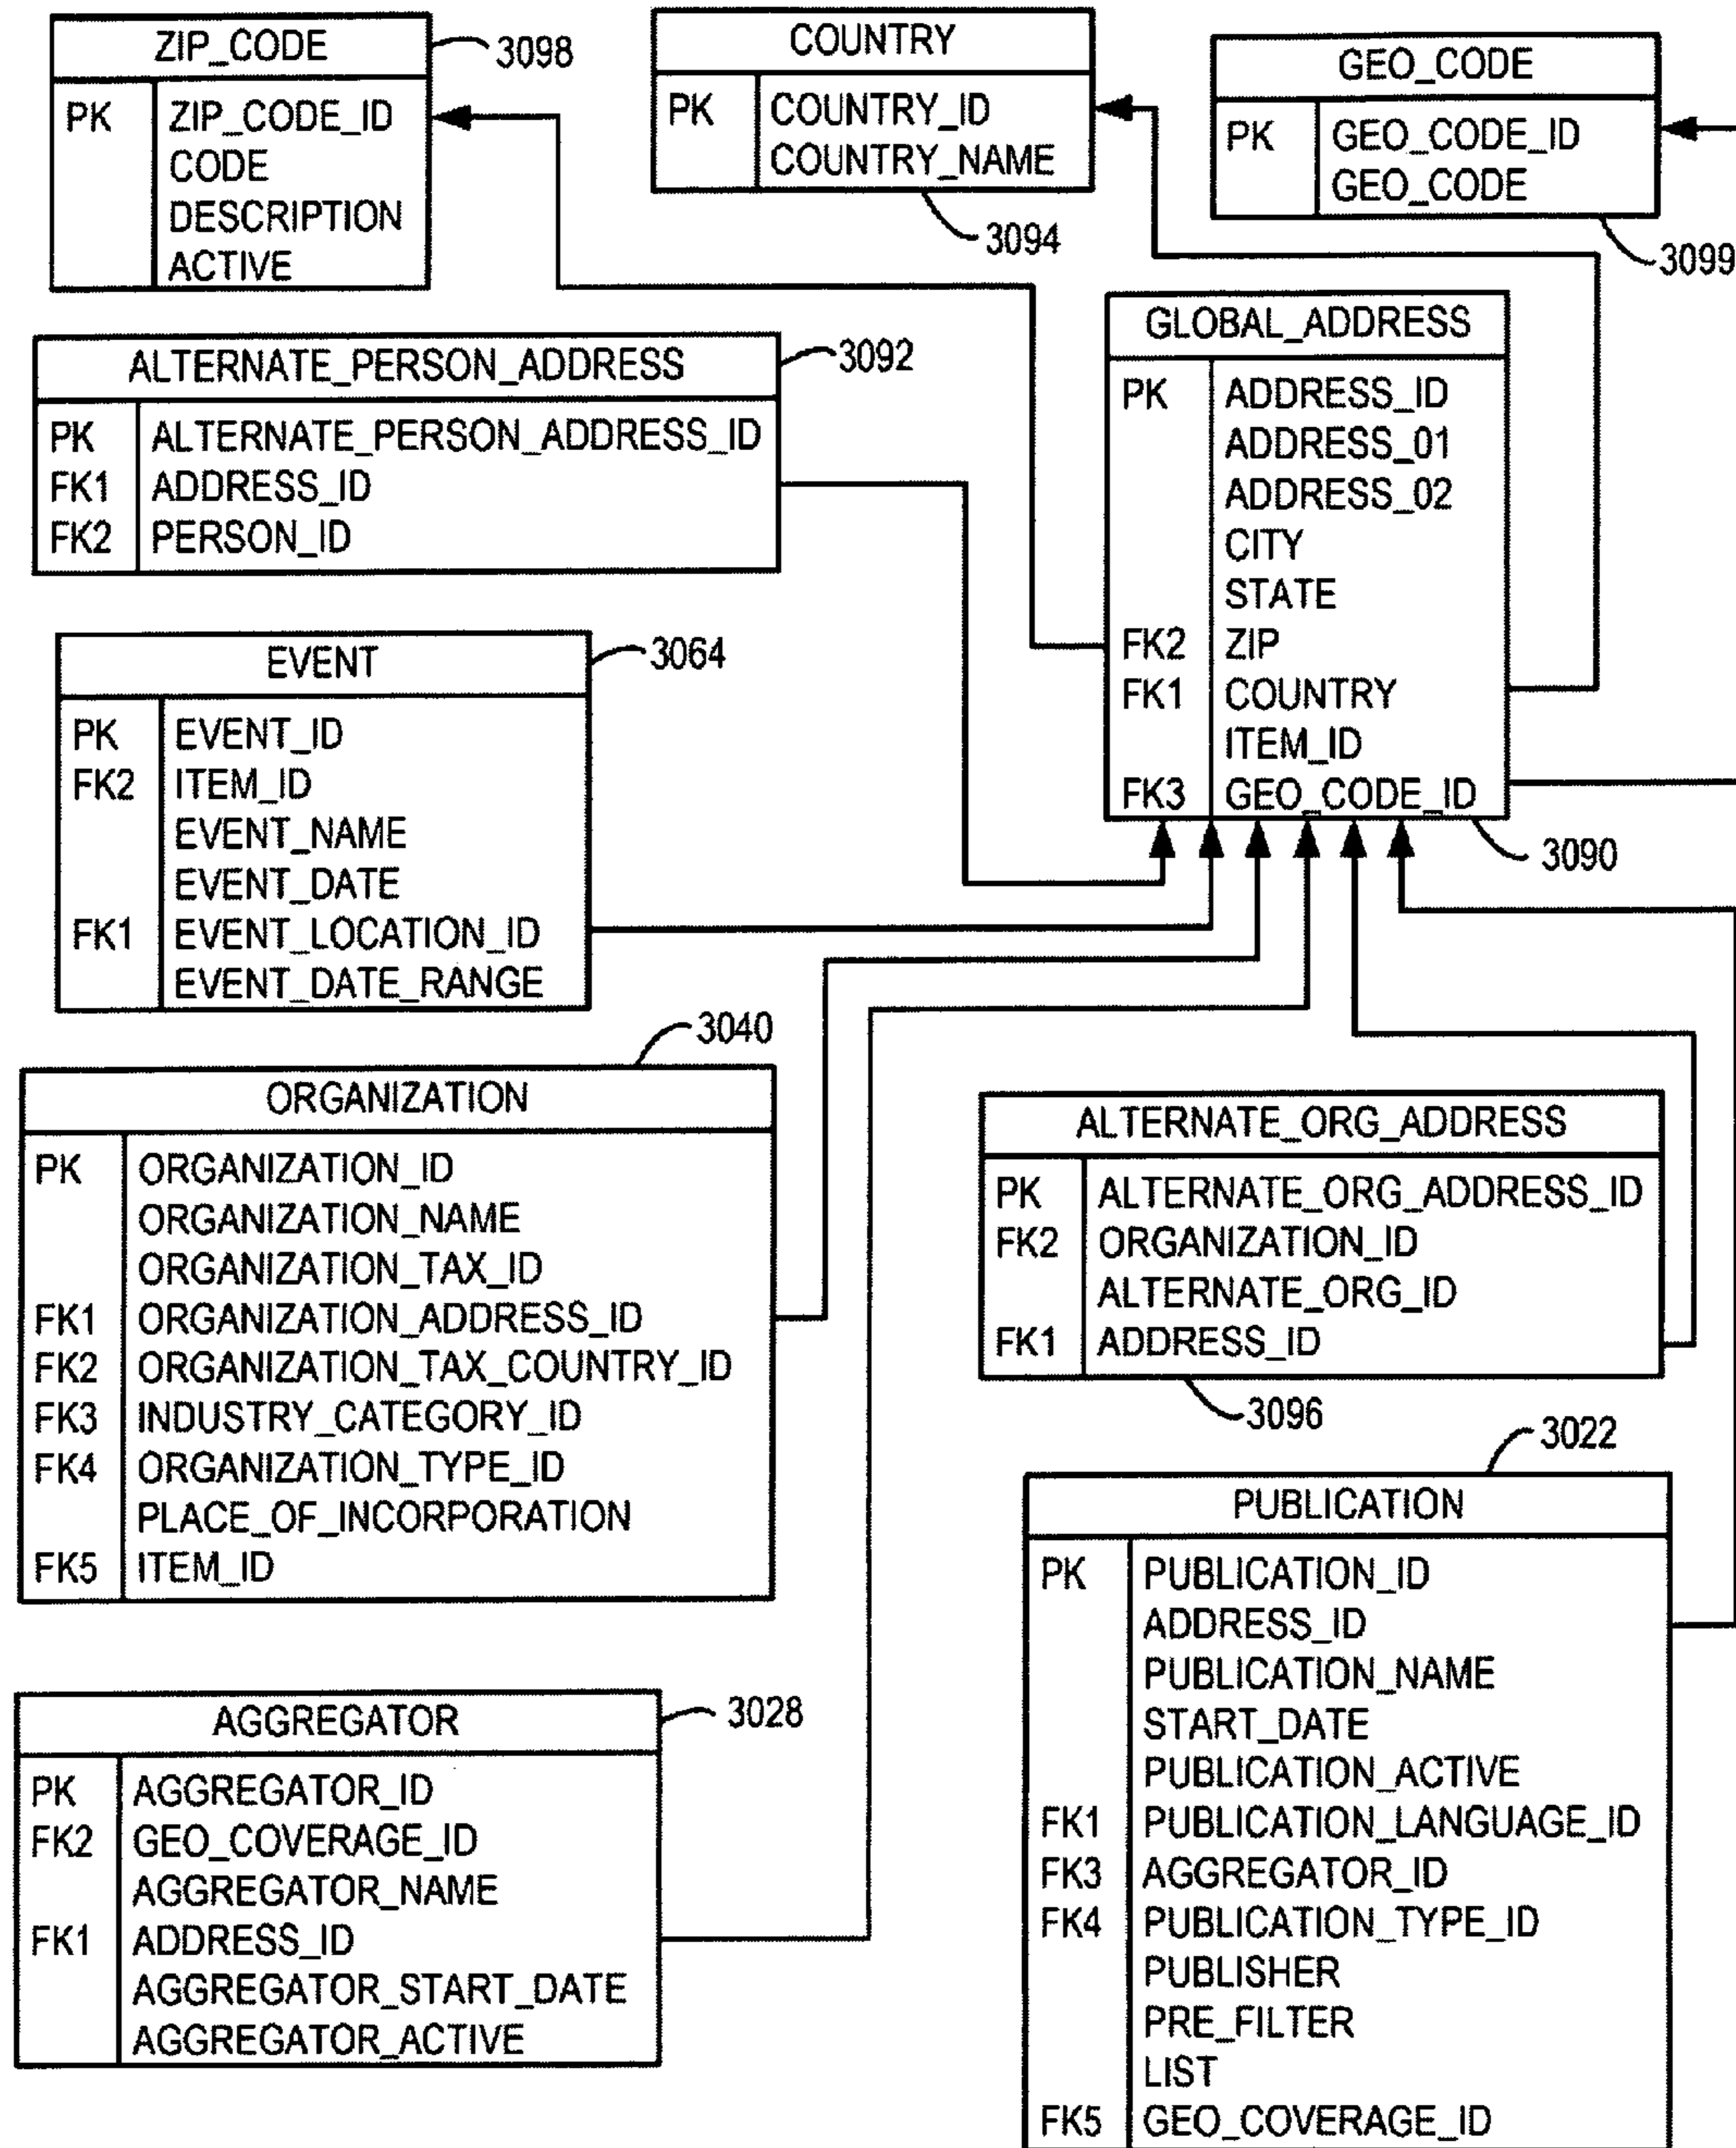 ZIP_CODE
3098
PK ZIP_CODE_ID
CODE
DESCRIPTION
ACTIVE
COUNTRY
PK COUNTRY_ID
COUNTRY_NAME
3094
GEO_CODE
PK GEO_CODE_ID
GEO_CODE
3099
ALTERNATE_PERSON_ADDRESS
3092
PK ALTERNATE_PERSON_ADDRESS_ID
FK1 ADDRESS_ID
FK2 PERSON_ID
GLOBAL_ADDRESS
PK ADDRESS_ID
ADDRESS_01
ADDRESS_02
CITY
STATE
FK2 ZIP
FK1 COUNTRY
ITEM_ID
FK3 GEO_CODE_ID
3090
EVENT
3064
PK EVENT_ID
FK2 ITEM_ID
EVENT_NAME
EVENT_DATE
FK1 EVENT_LOCATION_ID
EVENT_DATE_RANGE
3040
ORGANIZATION
PK ORGANIZATION_ID
ORGANIZATION_NAME
ORGANIZATION_TAX_ID
FK1 ORGANIZATION_ADDRESS_ID
FK2 ORGANIZATION_TAX_COUNTRY_ID
FK3 INDUSTRY_CATEGORY_ID
FK4 ORGANIZATION_TYPE_ID
PLACE_OF_INCORPORATION
FK5 ITEM_ID
ALTERNATE_ORG_ADDRESS
PK ALTERNATE_ORG_ADDRESS_ID
FK2 ORGANIZATION_ID
ALTERNATE_ORG_ID
FK1 ADDRESS_ID
3096
3022
PUBLICATION
PK PUBLICATION_ID
ADDRESS_ID
PUBLICATION_NAME
START_DATE
PUBLICATION_ACTIVE
FK1 PUBLICATION_LANGUAGE_ID
FK3 AGGREGATOR_ID
FK4 PUBLICATION_TYPE_ID
PUBLISHER
PRE_FILTER
LIST
FK5 GEO_COVERAGE_ID
AGGREGATOR
3028
PK AGGREGATOR_ID
FK2 GEO_COVERAGE_ID
AGGREGATOR_NAME
FK1 ADDRESS_ID
AGGREGATOR_START_DATE
AGGREGATOR_ACTIVE